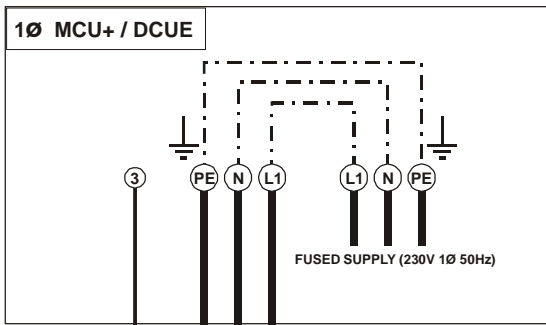 1Ø MCU+ / DCUE
3 PE N L1 L1 N PE
FUSED SUPPLY (230V 1Ø 50Hz)